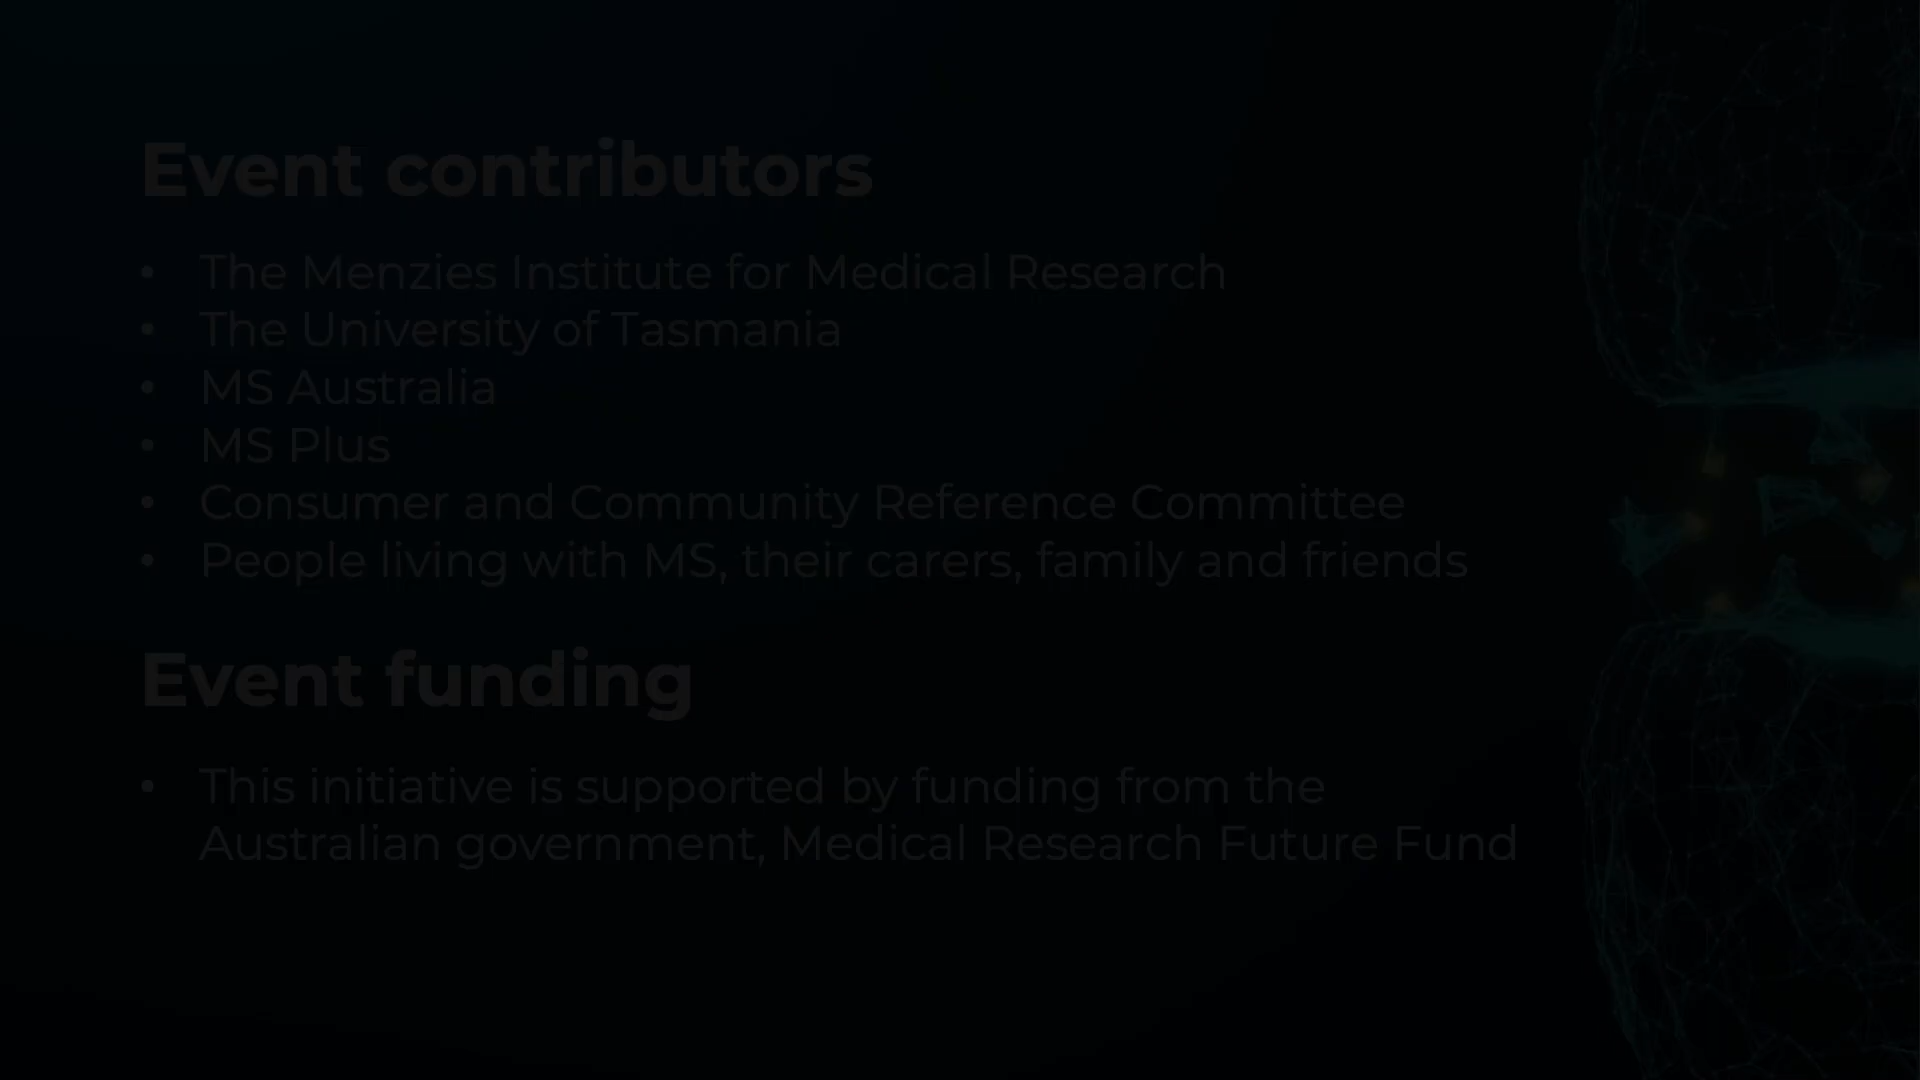 Event contributors
• The Menzies Institute for Medical Research
• The University of Tasmania
• MS Australia
• MS Plus
• Consumer and Community Reference Committee
• People living with MS, their carers, family and friends
Event funding
• This initiative is supported by funding from the
Australian government, Medical Research Future Fund